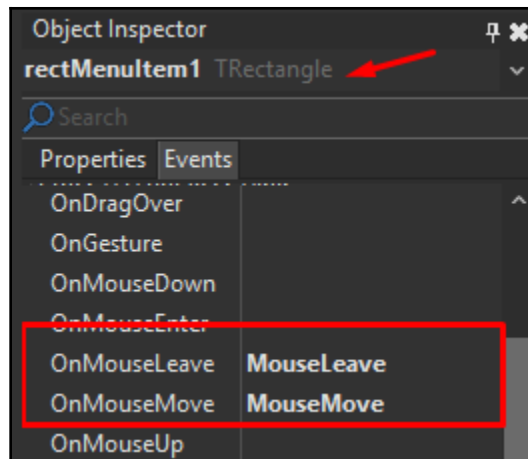 Object Inspector
rectMenuItem1 TRectangle
Search
Properties Events
OnDragOver
OnGesture
OnMouseDown
OnMouseEnter
OnMouseLeave MouseLeave
OnMouseMove MouseMove
OnMouseUp